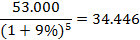 53.000
(1 + 9%)⁵ = 34.446